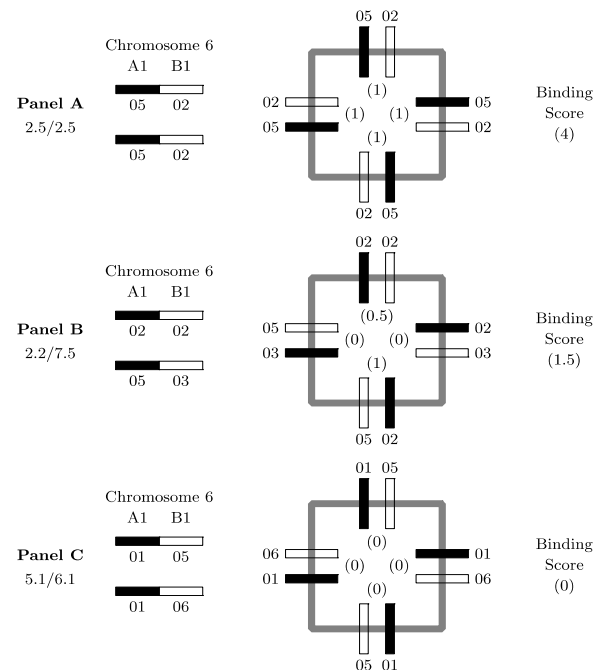 05 02
Chromosome 6
A1 B1
Binding
Score
(4)
Panel A
2.5/2.5
05 02
05 02
(1)
02 05
(1) (1)
05 02
(1)
02 05
02 02
Chromosome 6
A1 B1
Binding
Score
(1.5)
Panel B
2.2/7.5
02 02
05 03
(0.5)
05 02
(0) (0)
03 03
(1)
05 02
01 05
Chromosome 6
A1 B1
Binding
Score
(0)
Panel C
5.1/6.1
01 05
01 06
(0)
06 01
(0) (0)
01 06
(0)
05 01